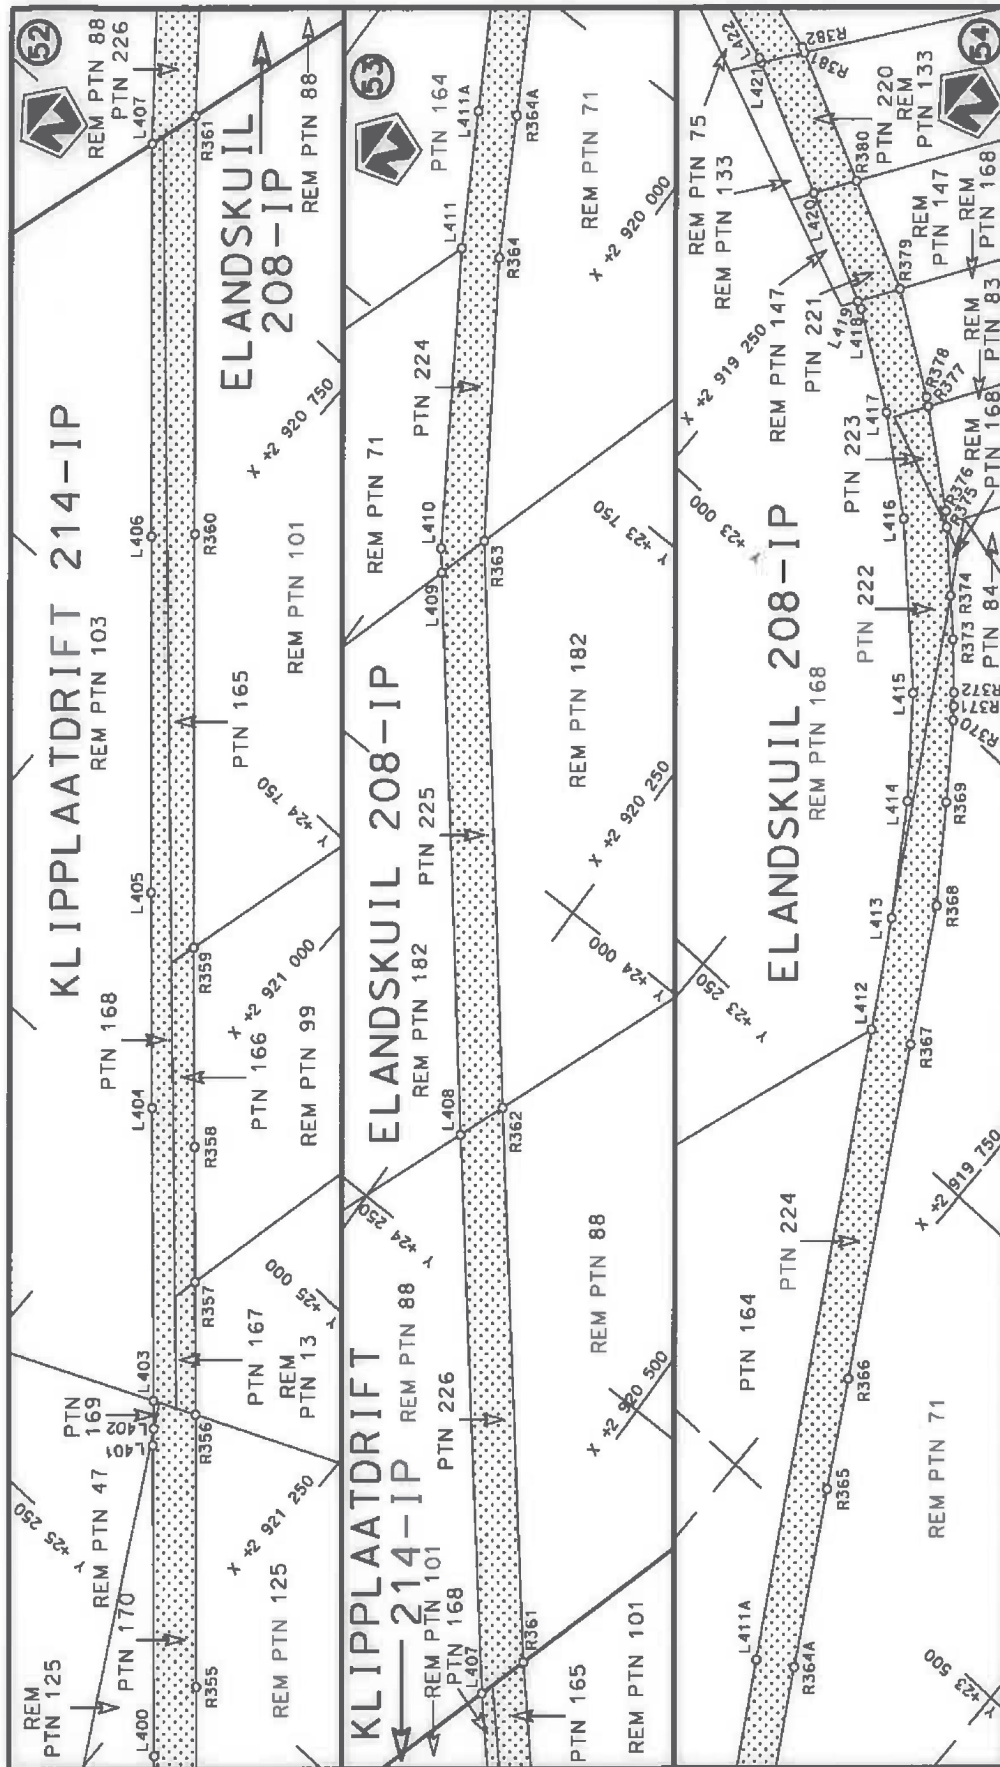 52
KLIPPLAATDRIFT 214-IP
REM PTN 103
REM
PTN 125
PTN 170
REM PTN 47
PTN
169
PTN 168
REM PTN 88
PTN 226
L400
L401
L402
L403
L404
L405
L406
L407
R355
R356
R357
R358
R359
R360
R361
Y +25 250
REM PTN 125
X +2 921 250
PTN 167
REM
PTN 13
Y +25 000
PTN 166
REM PTN 99
X +2 921 000
Y +24 750
PTN 165
REM PTN 101
X +2 920 750
ELANDSKUIL
208-IP
REM PTN 88
53
KLIPPLAATDRIFT
214-IP
REM PTN 101
PTN 168
REM PTN 88
PTN 226
Y +24 250
ELANDSKUIL 208-IP
REM PTN 182
PTN 225
REM PTN 71
PTN 224
PTN 164
L407
L408
L409
L410
L411
L411A
R361
R362
R363
R364
R364A
PTN 165
REM PTN 101
X +2 920 500
REM PTN 88
Y +24 000
X +2 920 250
REM PTN 182
Y +23 750
REM PTN 71
X +2 920 000
54
PTN 164
PTN 224
Y +23 250
ELANDSKUIL 208-IP
REM PTN 168
PTN 222
PTN 223
Y +23 000
X +2 919 250
REM PTN 147
PTN 221
REM PTN 75
REM PTN 133
L411A
L412
L413
L414
L415
L416
L417
L418
L419
L420
L421
L422
R364A
R365
R366
R367
R368
R369
R370
R371
R372
R373
R374
R375
R376
R377
R378
R379
R380
R381
R382
Y +23 500
REM PTN 71
X +2 919 750
PTN 84
REM
PTN 168
REM
PTN 83
REM
PTN 168
REM
PTN 147
PTN 220
REM
PTN 133